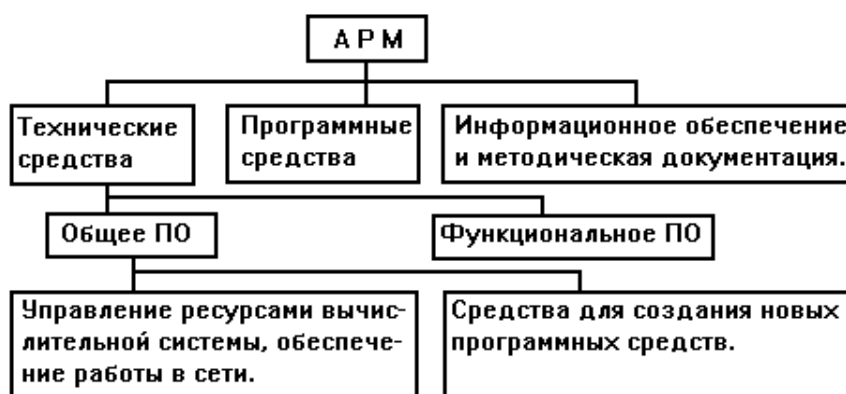 А Р М
Технические
средства
Программные
средства
Информационное обеспечение
и методическая документация.
Общее ПО
Функциональное ПО
Управление ресурсами вычис-
лительной системы, обеспече-
ние работы в сети.
Средства для создания новых
программных средств.